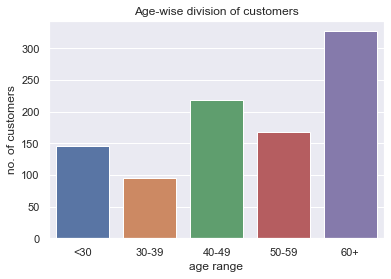 Age-wise division of customers
no. of customers
300
250
200
150
100
50
0
<30 30-39 40-49 50-59 60+
age range